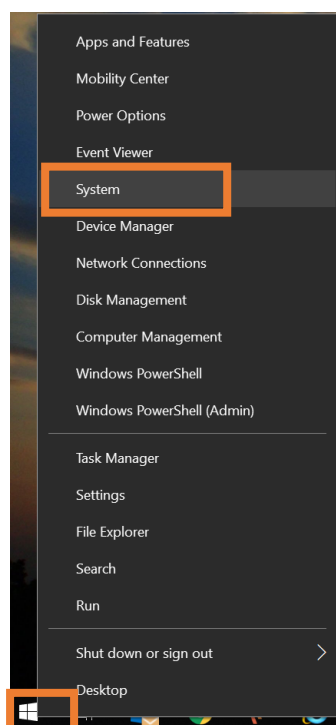 Apps and Features
Mobility Center
Power Options
Event Viewer
System
Device Manager
Network Connections
Disk Management
Computer Management
Windows PowerShell
Windows PowerShell (Admin)
Task Manager
Settings
File Explorer
Search
Run
Shut down or sign out
Desktop